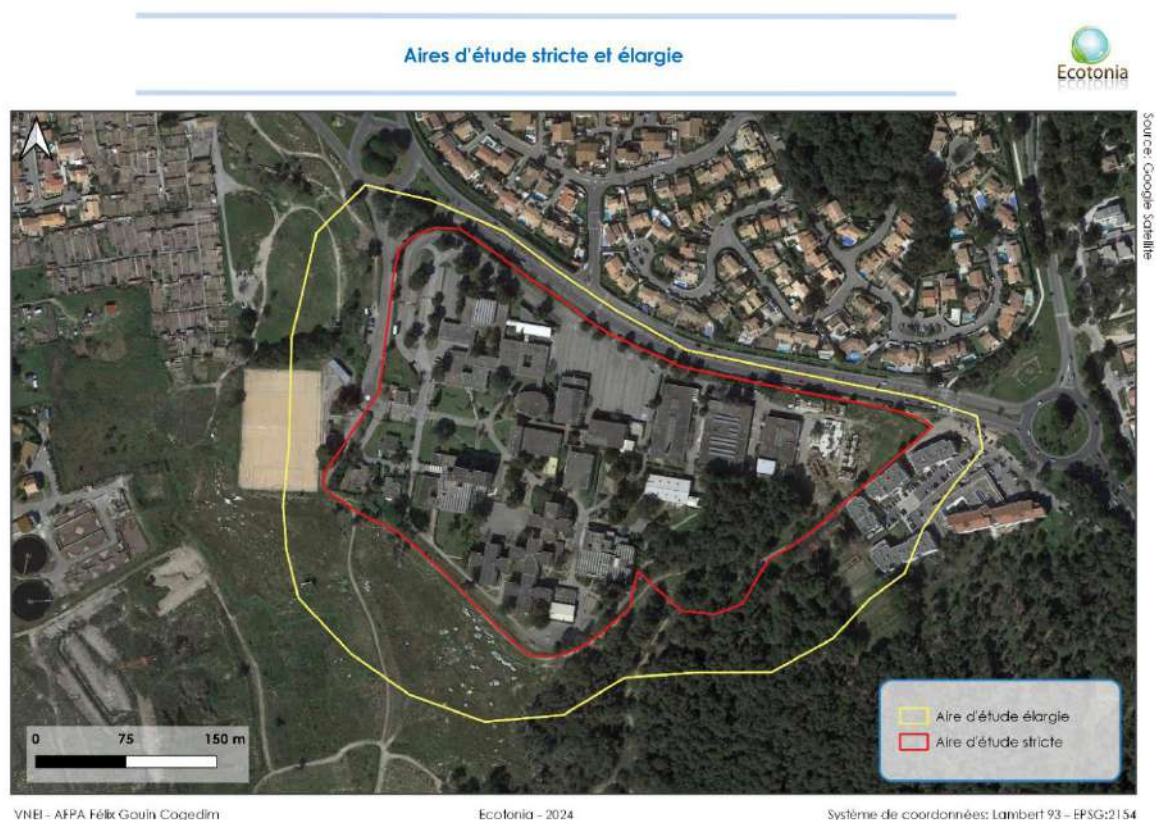 Aires d'étude stricte et élargie
Ecotonia
Source: Google Satellite
0 75 150 m
Aire d'étude élargie
Aire d'étude stricte
VNEI - AFPA Félix Gouin Cogedim
Ecotonia - 2024
Système de coordonnées: Lambert 93 – EPSG:2154